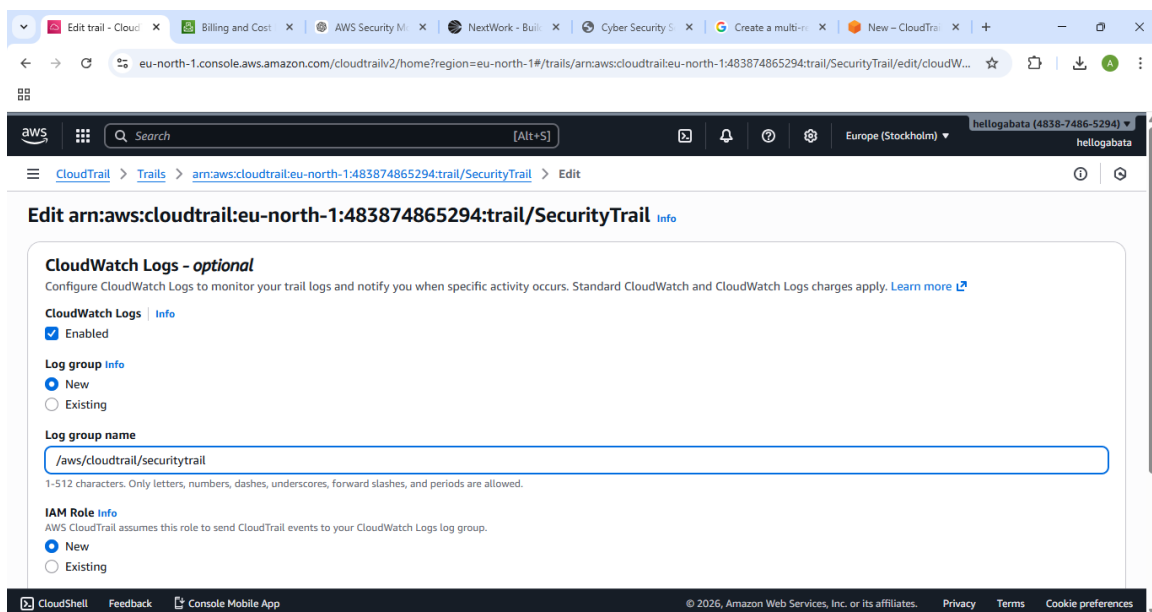 Edit trail - Cloud
Billing and Cost
AWS Security M
NextWork - Buil
Cyber Security S
Create a multi-re
New – CloudTrai
eu-north-1.console.aws.amazon.com/cloudtrailv2/home?region=eu-north-1#/trails/arn:aws:cloudtrail:eu-north-1:483874865294:trail/SecurityTrail/edit/cloudW...
A
aws
Search
[Alt+S]
Europe (Stockholm)
hellogabata (4838-7486-5294)
hellogabata
CloudTrail > Trails > arn:aws:cloudtrail:eu-north-1:483874865294:trail/SecurityTrail > Edit
Edit arn:aws:cloudtrail:eu-north-1:483874865294:trail/SecurityTrail Info
CloudWatch Logs - optional
Configure CloudWatch Logs to monitor your trail logs and notify you when specific activity occurs. Standard CloudWatch and CloudWatch Logs charges apply. Learn more
CloudWatch Logs | Info
Enabled
Log group Info
New
Existing
Log group name
/aws/cloudtrail/securitytrail
1-512 characters. Only letters, numbers, dashes, underscores, forward slashes, and periods are allowed.
IAM Role Info
AWS CloudTrail assumes this role to send CloudTrail events to your CloudWatch Logs log group.
New
Existing
CloudShell Feedback Console Mobile App © 2026, Amazon Web Services, Inc. or its affiliates. Privacy Terms Cookie preferences